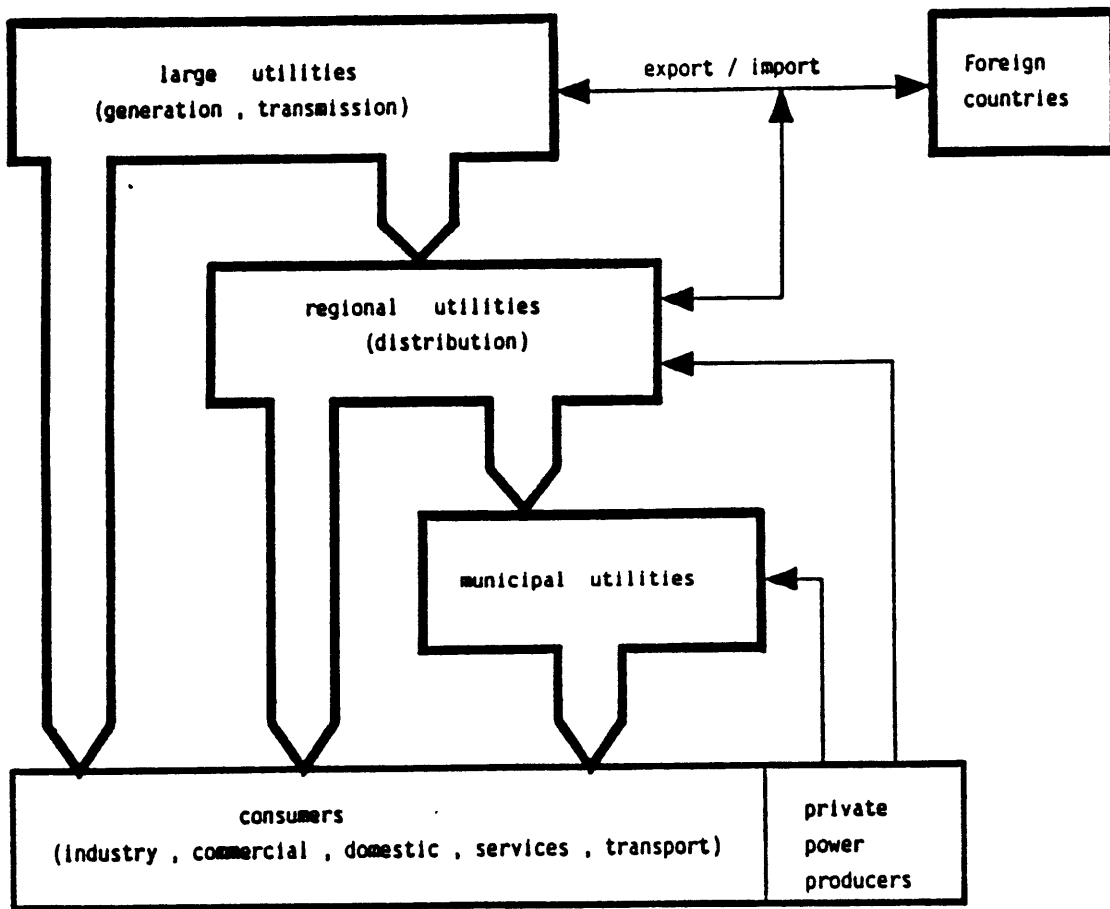 large utilities
(generation , transmission)
export / import
Foreign
countries
regional utilities
(distribution)
municipal utilities
consumers
(industry , commercial , domestic , services , transport)
private
power
producers